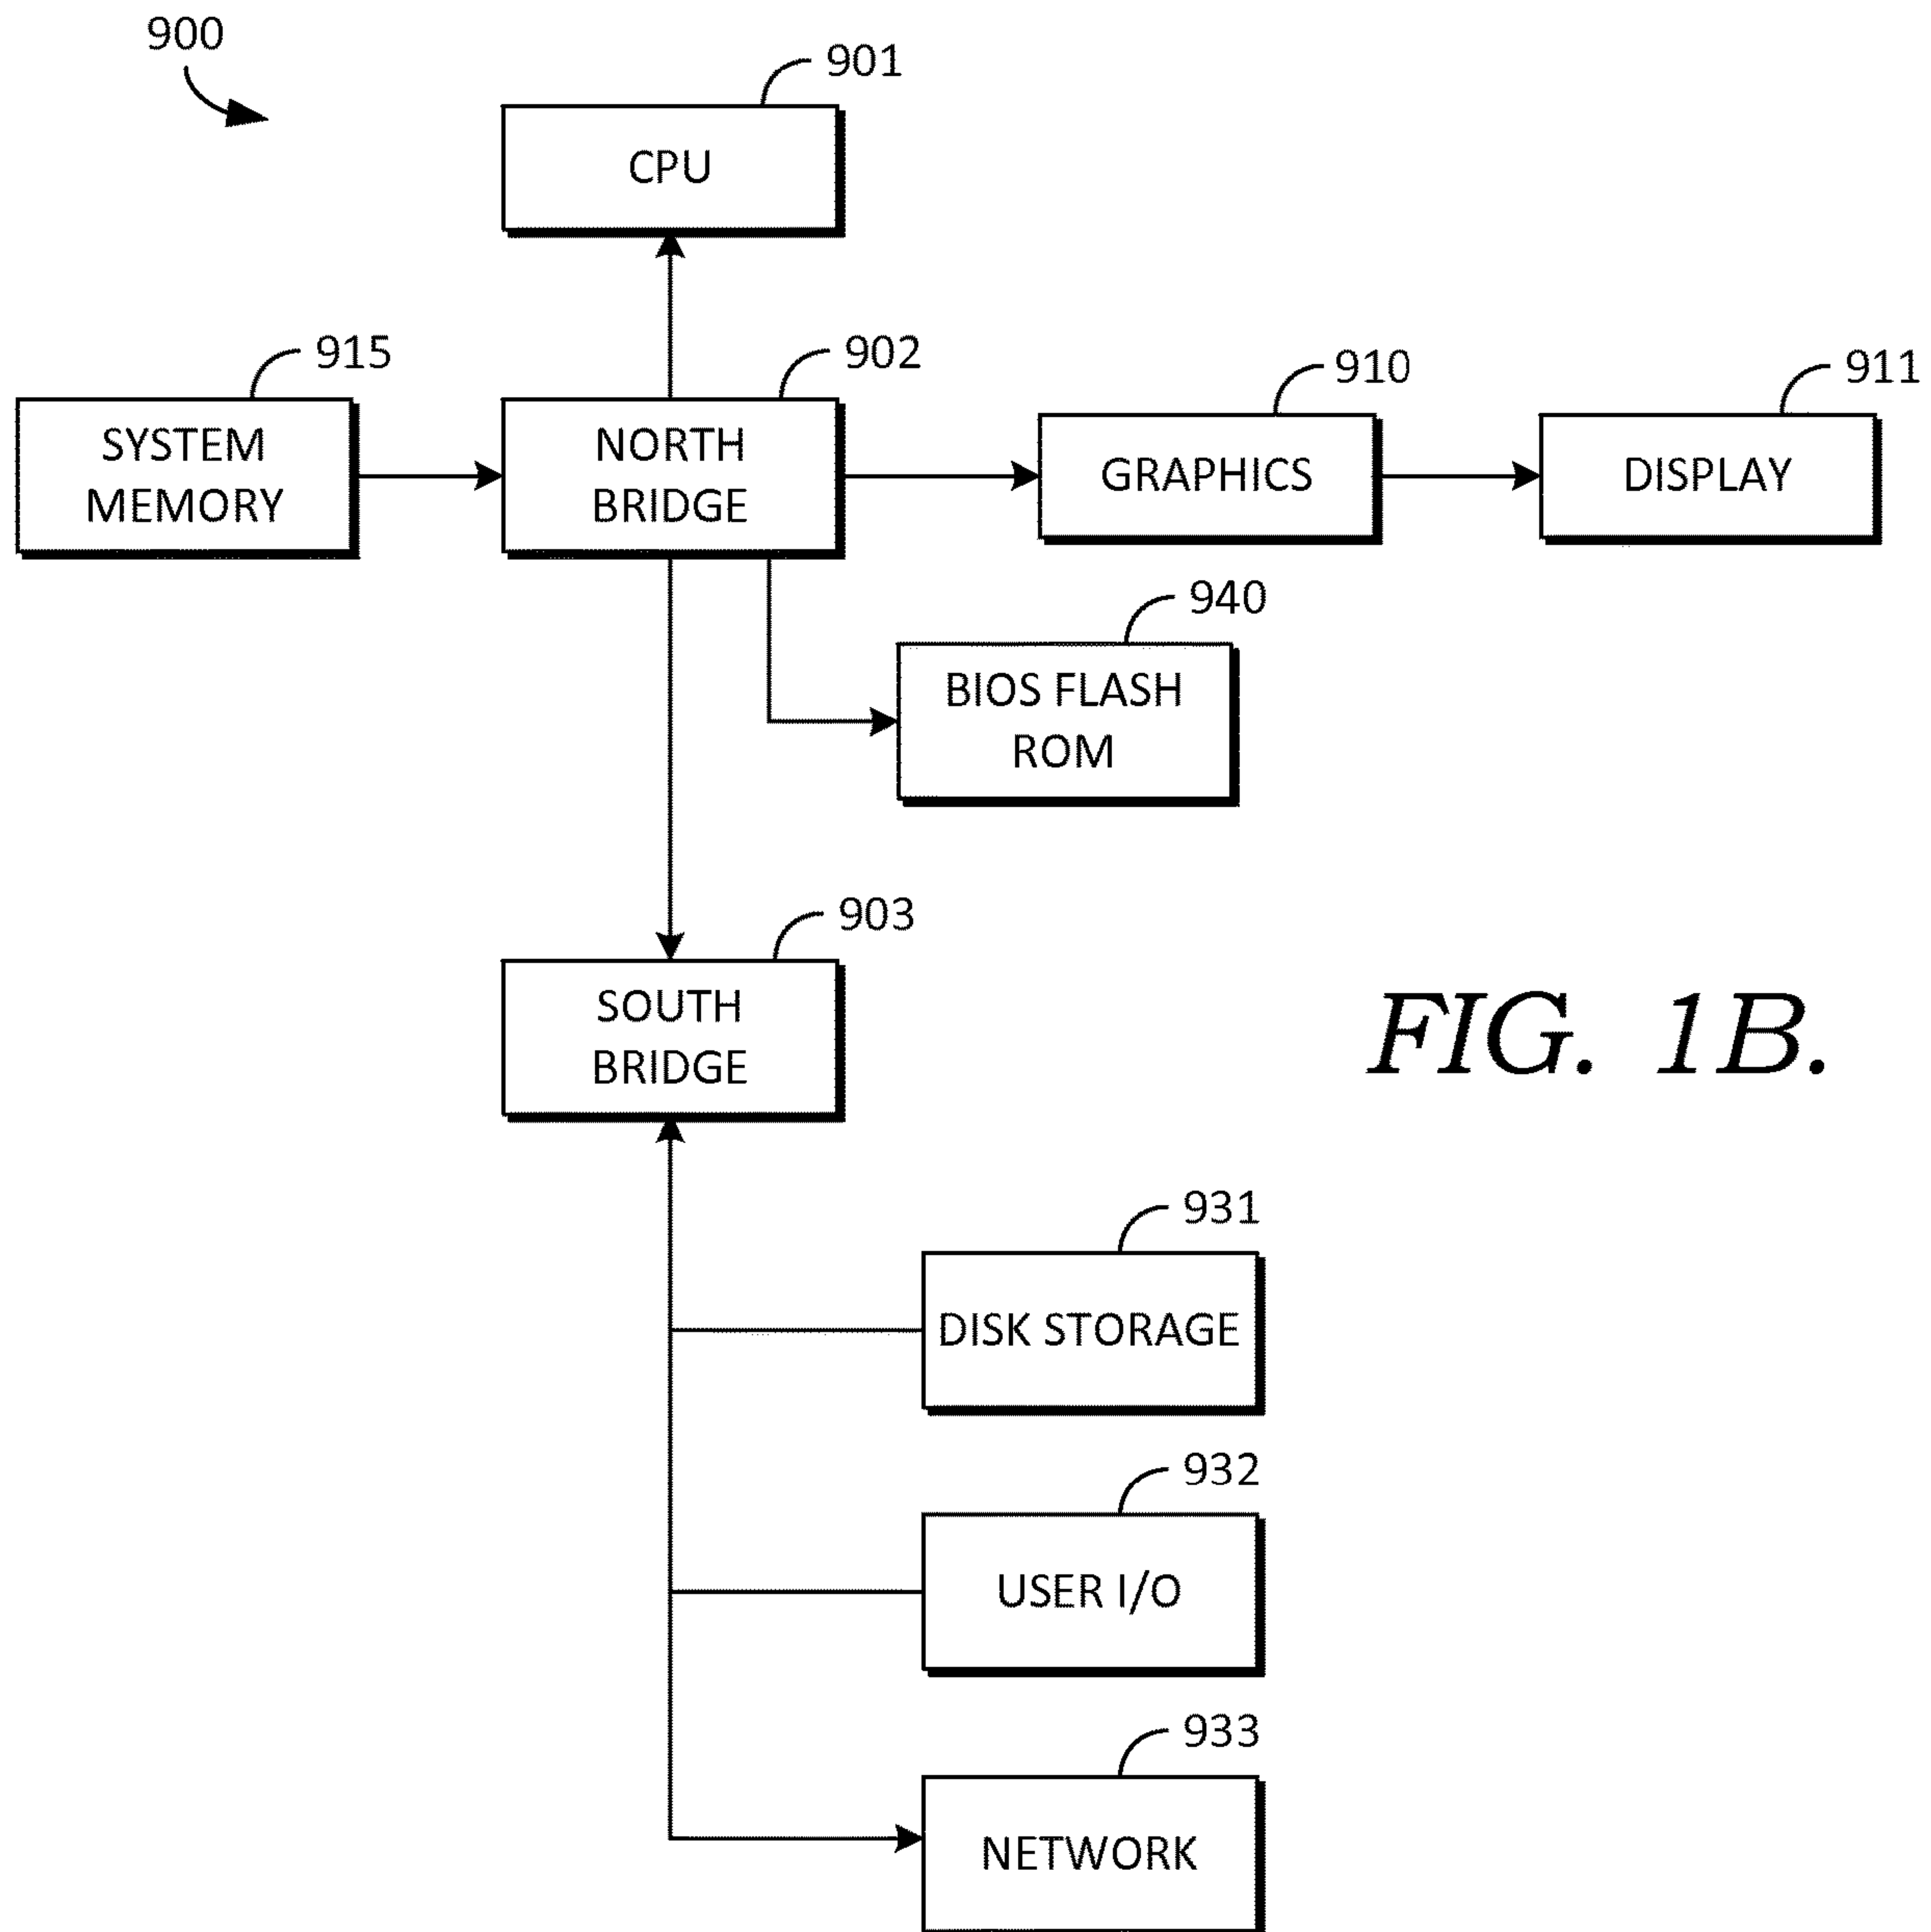 900
901
CPU
915
902
910
911
SYSTEM
MEMORY
NORTH
BRIDGE
GRAPHICS
DISPLAY
940
BIOS FLASH
ROM
903
SOUTH
BRIDGE
FIG. 1B.
931
DISK STORAGE
932
USER I/O
933
NETWORK